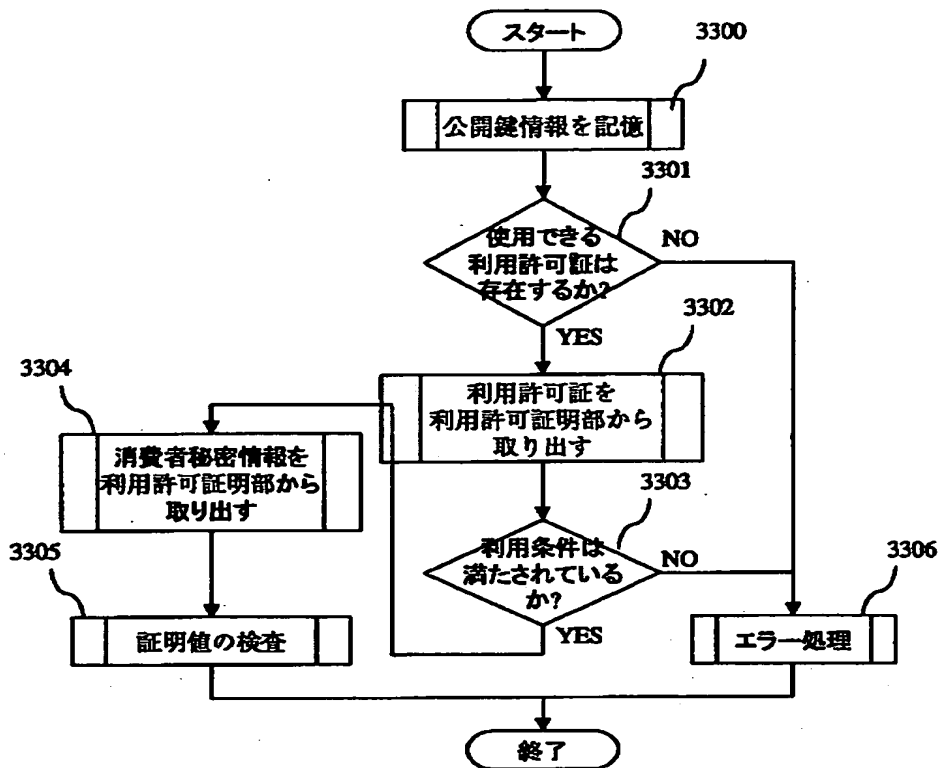 スタート
3300
公開鍵情報を記憶
3301
使用できる
利用許可証は
存在するか?
NO
YES
3302
利用許可証を
利用許可証明部から
取り出す
3303
利用条件は
満たされている
か?
NO
YES
3304
消費者秘密情報を
利用許可証明部から
取り出す
3305
証明値の検査
3306
エラー処理
終了